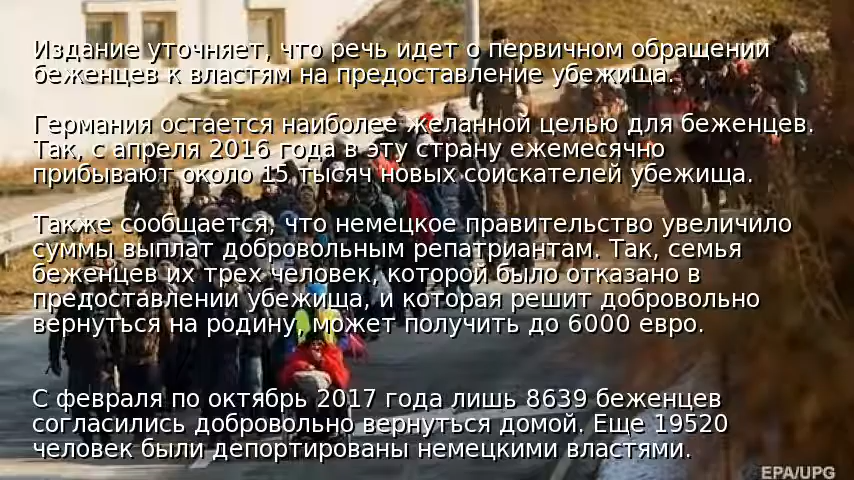 Издание уточняет, что речь идет о первичном обращении
беженцев к властям на предоставление убежища.
Германия остается наиболее желанной целью для беженцев.
Так, с апреля 2016 года в эту страну ежемесячно
прибывают около 15 тысяч новых соискателей убежища.
Также сообщается, что немецкое правительство увеличило
суммы выплат добровольным репатриантам. Так, семья
беженцев их трех человек, которой было отказано в
предоставлении убежища, и которая решит добровольно
вернуться на родину, может получить до 6000 евро.
С февраля по октябрь 2017 года лишь 8639 беженцев
согласились добровольно вернуться домой. Еще 19520
человек были депортированы немецкими властями.
EPA/UPG